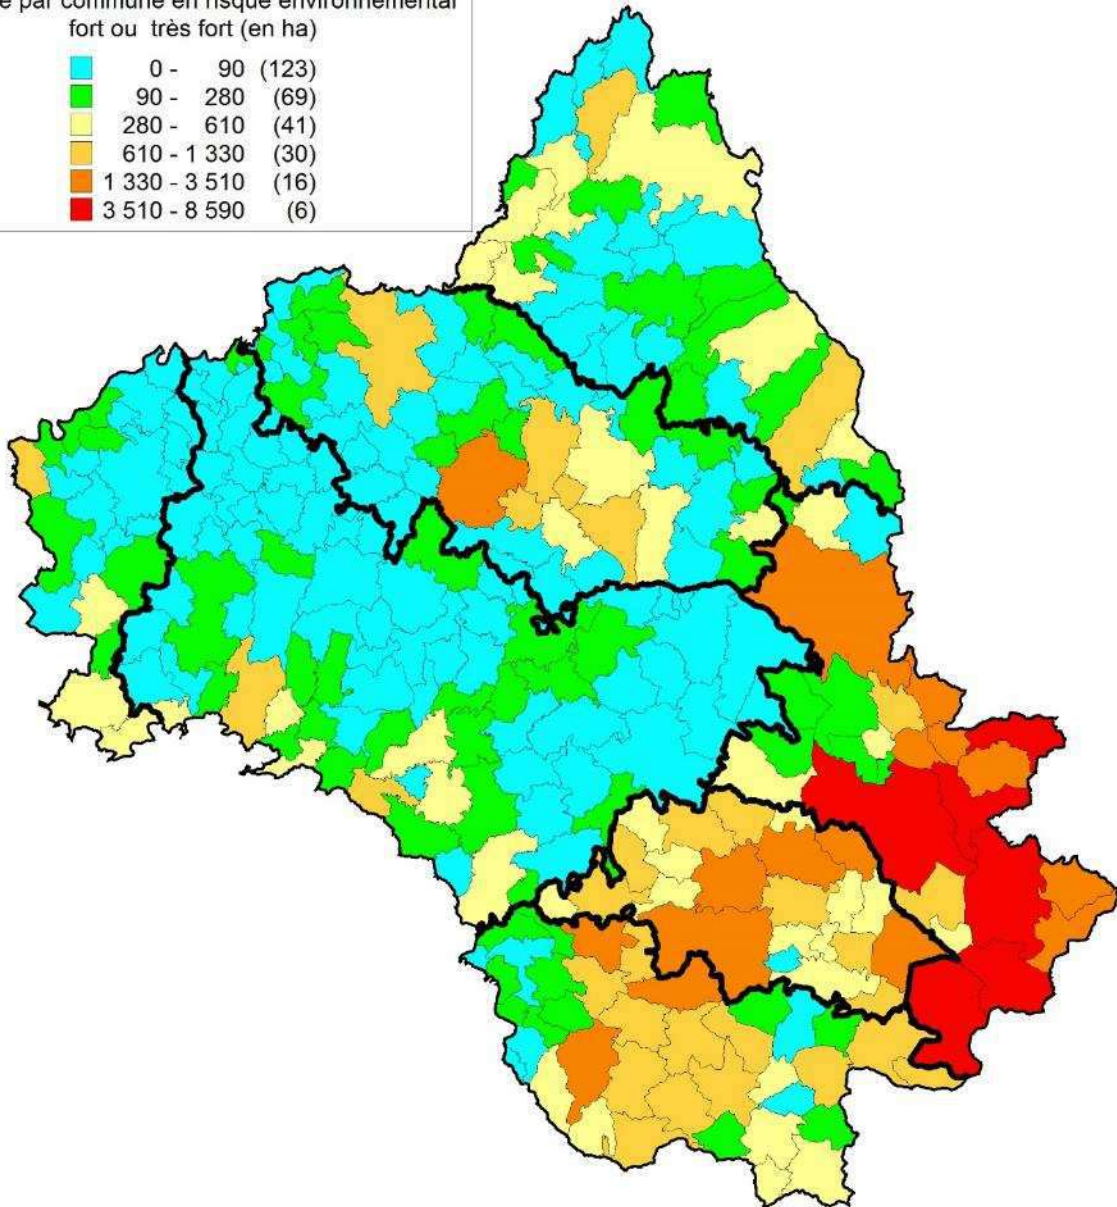 par commune en risque environnemental
fort ou très fort (en ha)
0 - 90 (123)
90 - 280 (69)
280 - 610 (41)
610 - 1 330 (30)
1 330 - 3 510 (16)
3 510 - 8 590 (6)